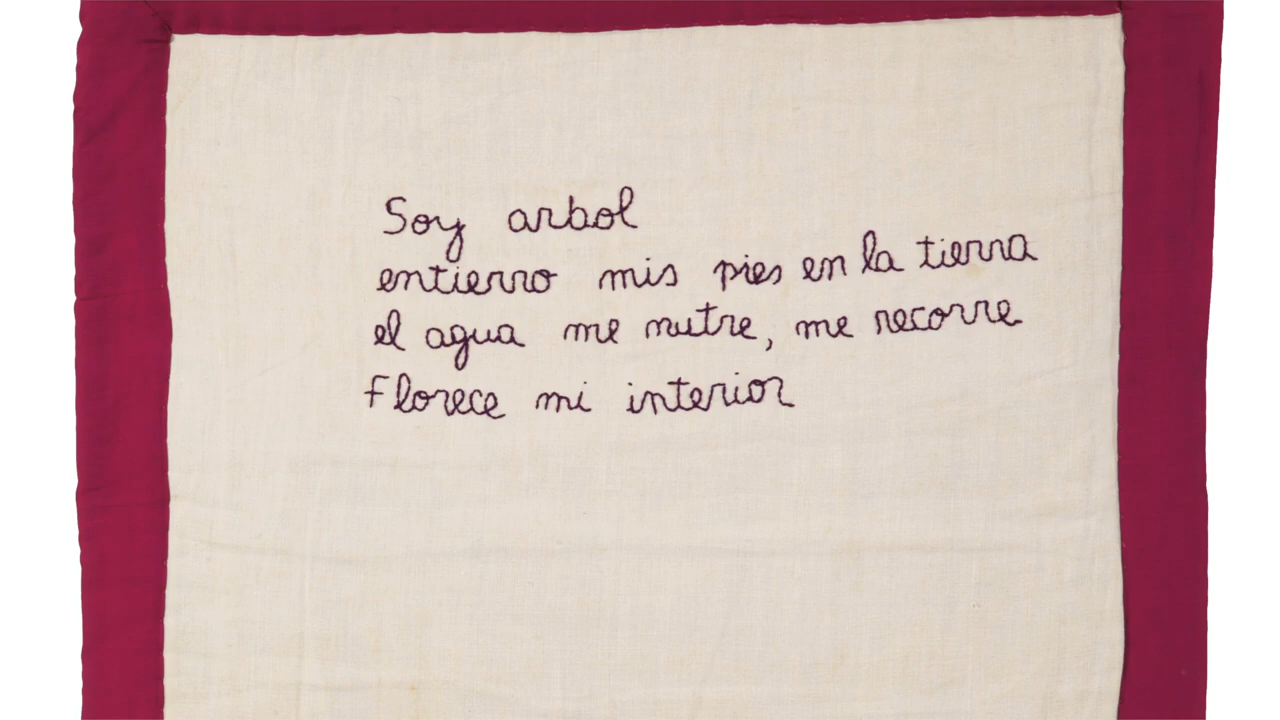 Soy arbol
entierro mis pies en la tierra
el agua me nutre, me recorre
Florece mi interior